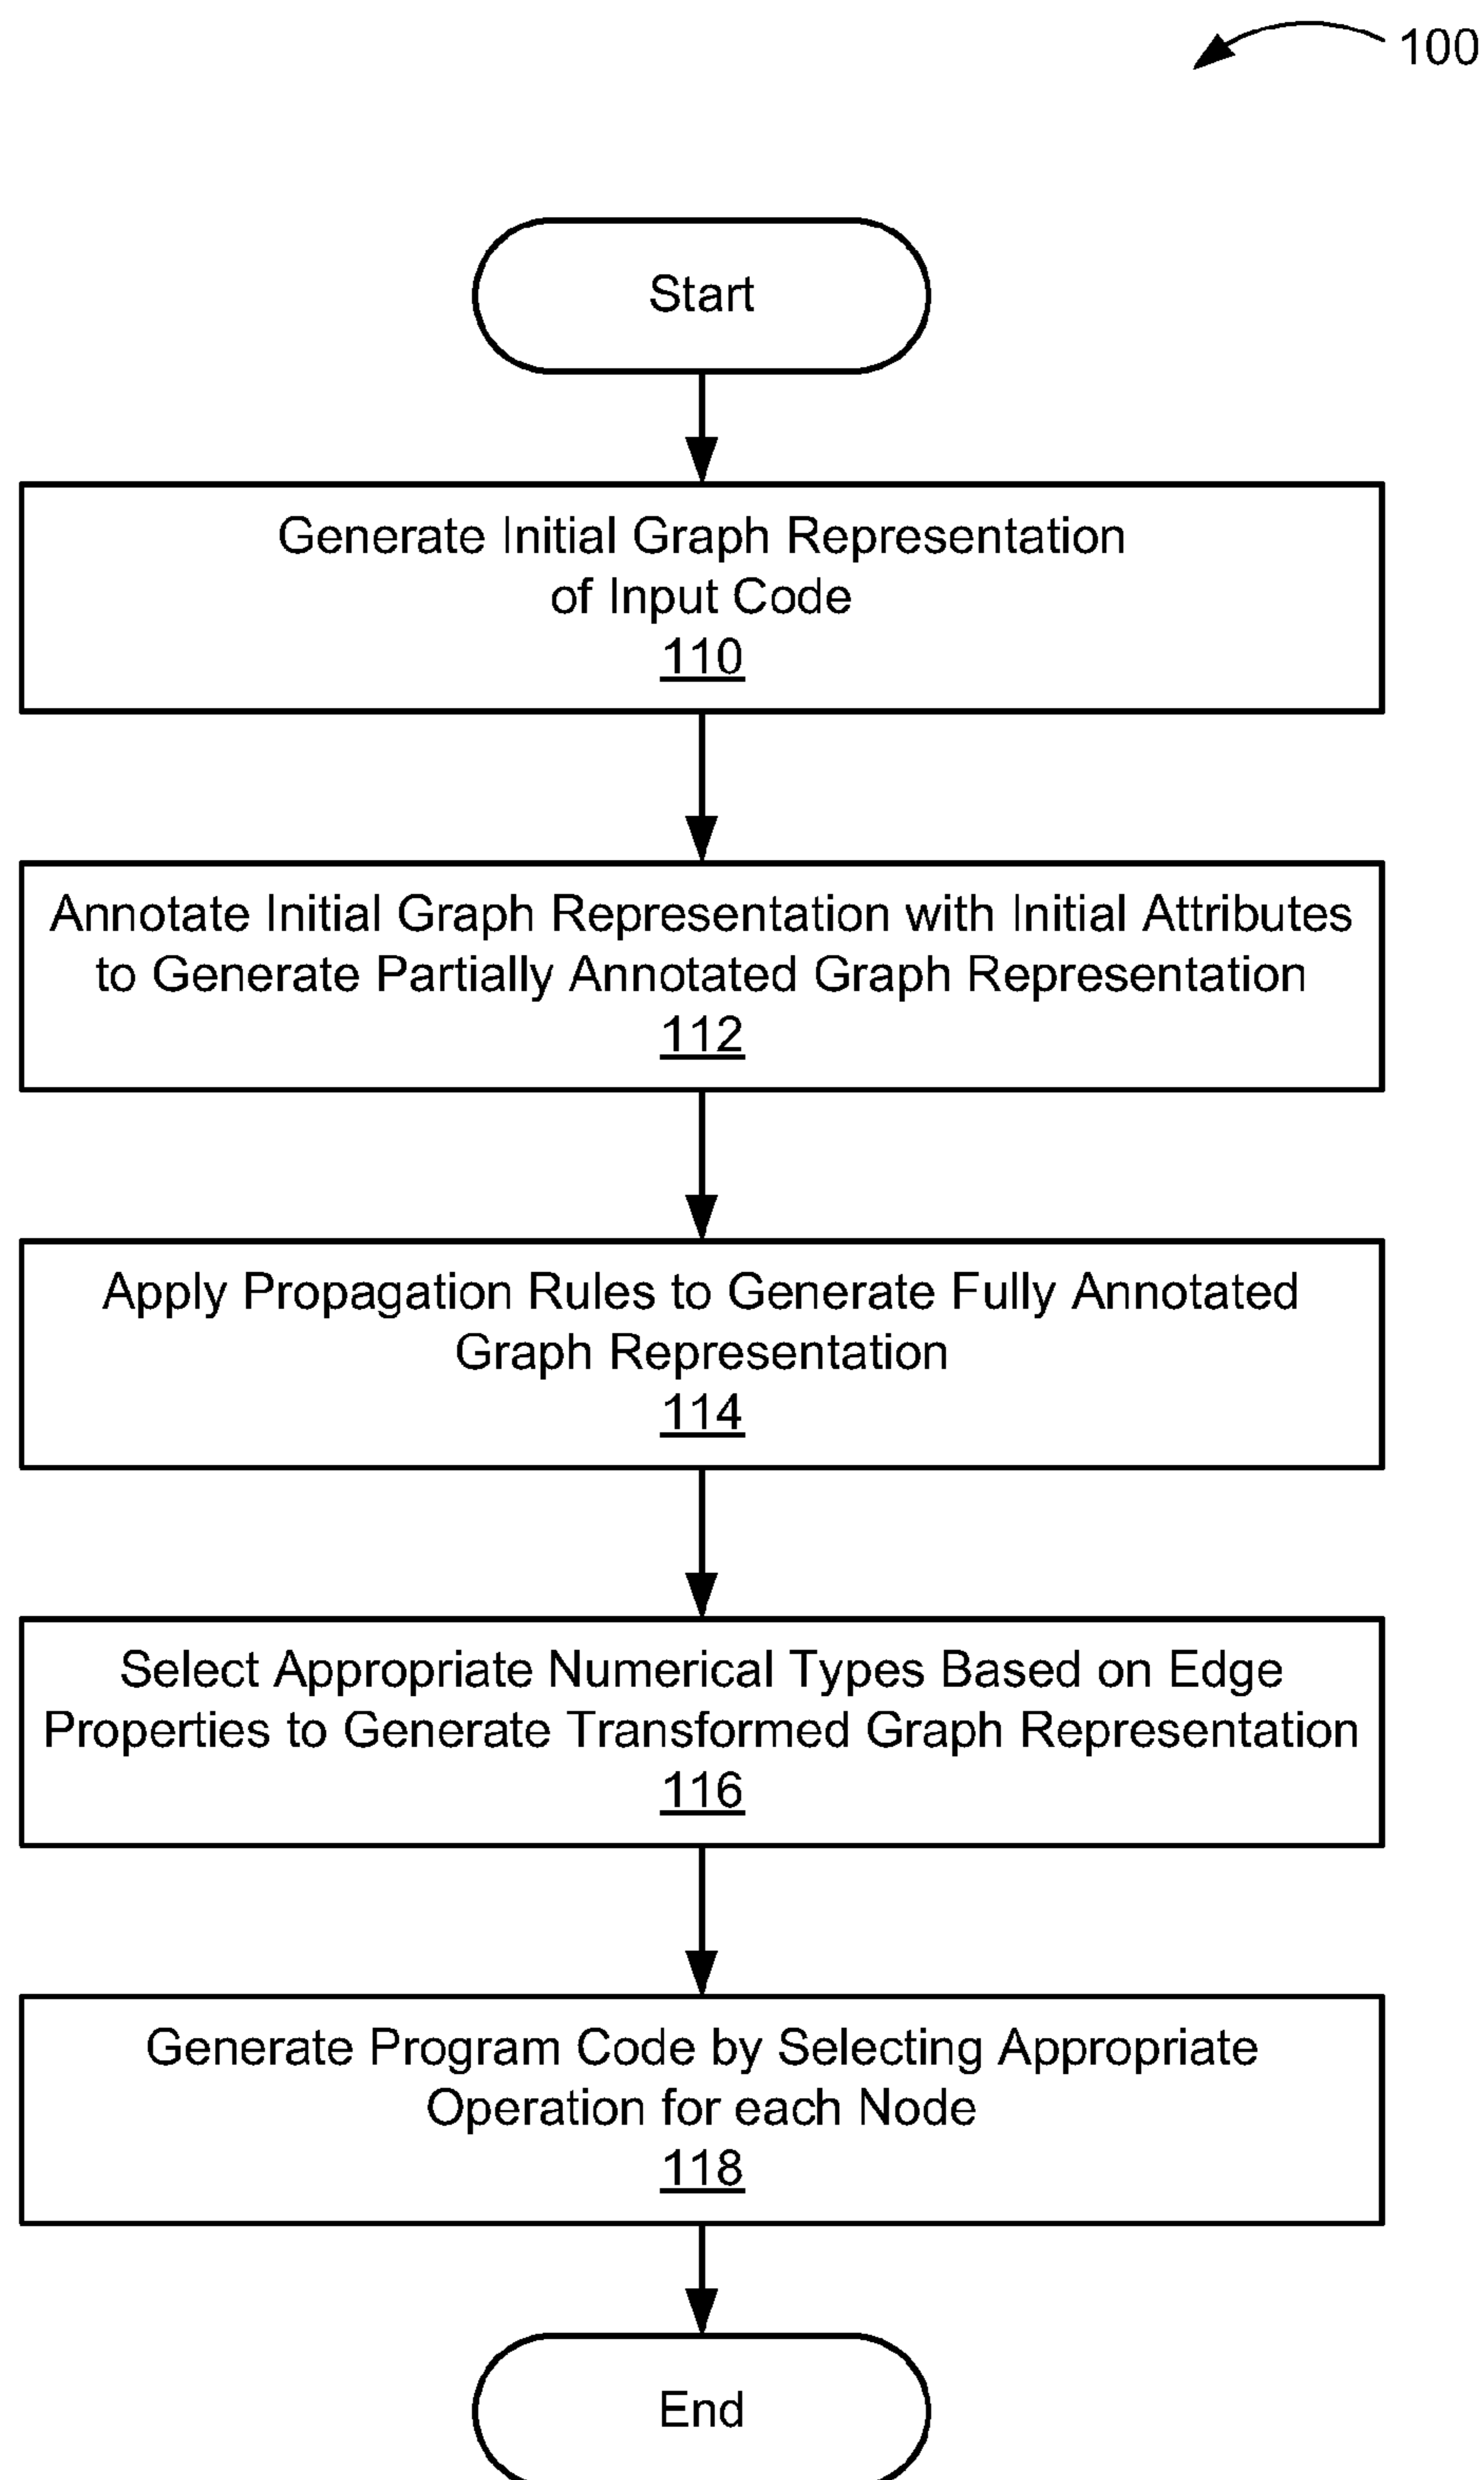 100
Start
Generate Initial Graph Representation
of Input Code
110
Annotate Initial Graph Representation with Initial Attributes
to Generate Partially Annotated Graph Representation
112
Apply Propagation Rules to Generate Fully Annotated
Graph Representation
114
Select Appropriate Numerical Types Based on Edge
Properties to Generate Transformed Graph Representation
116
Generate Program Code by Selecting Appropriate
Operation for each Node
118
End